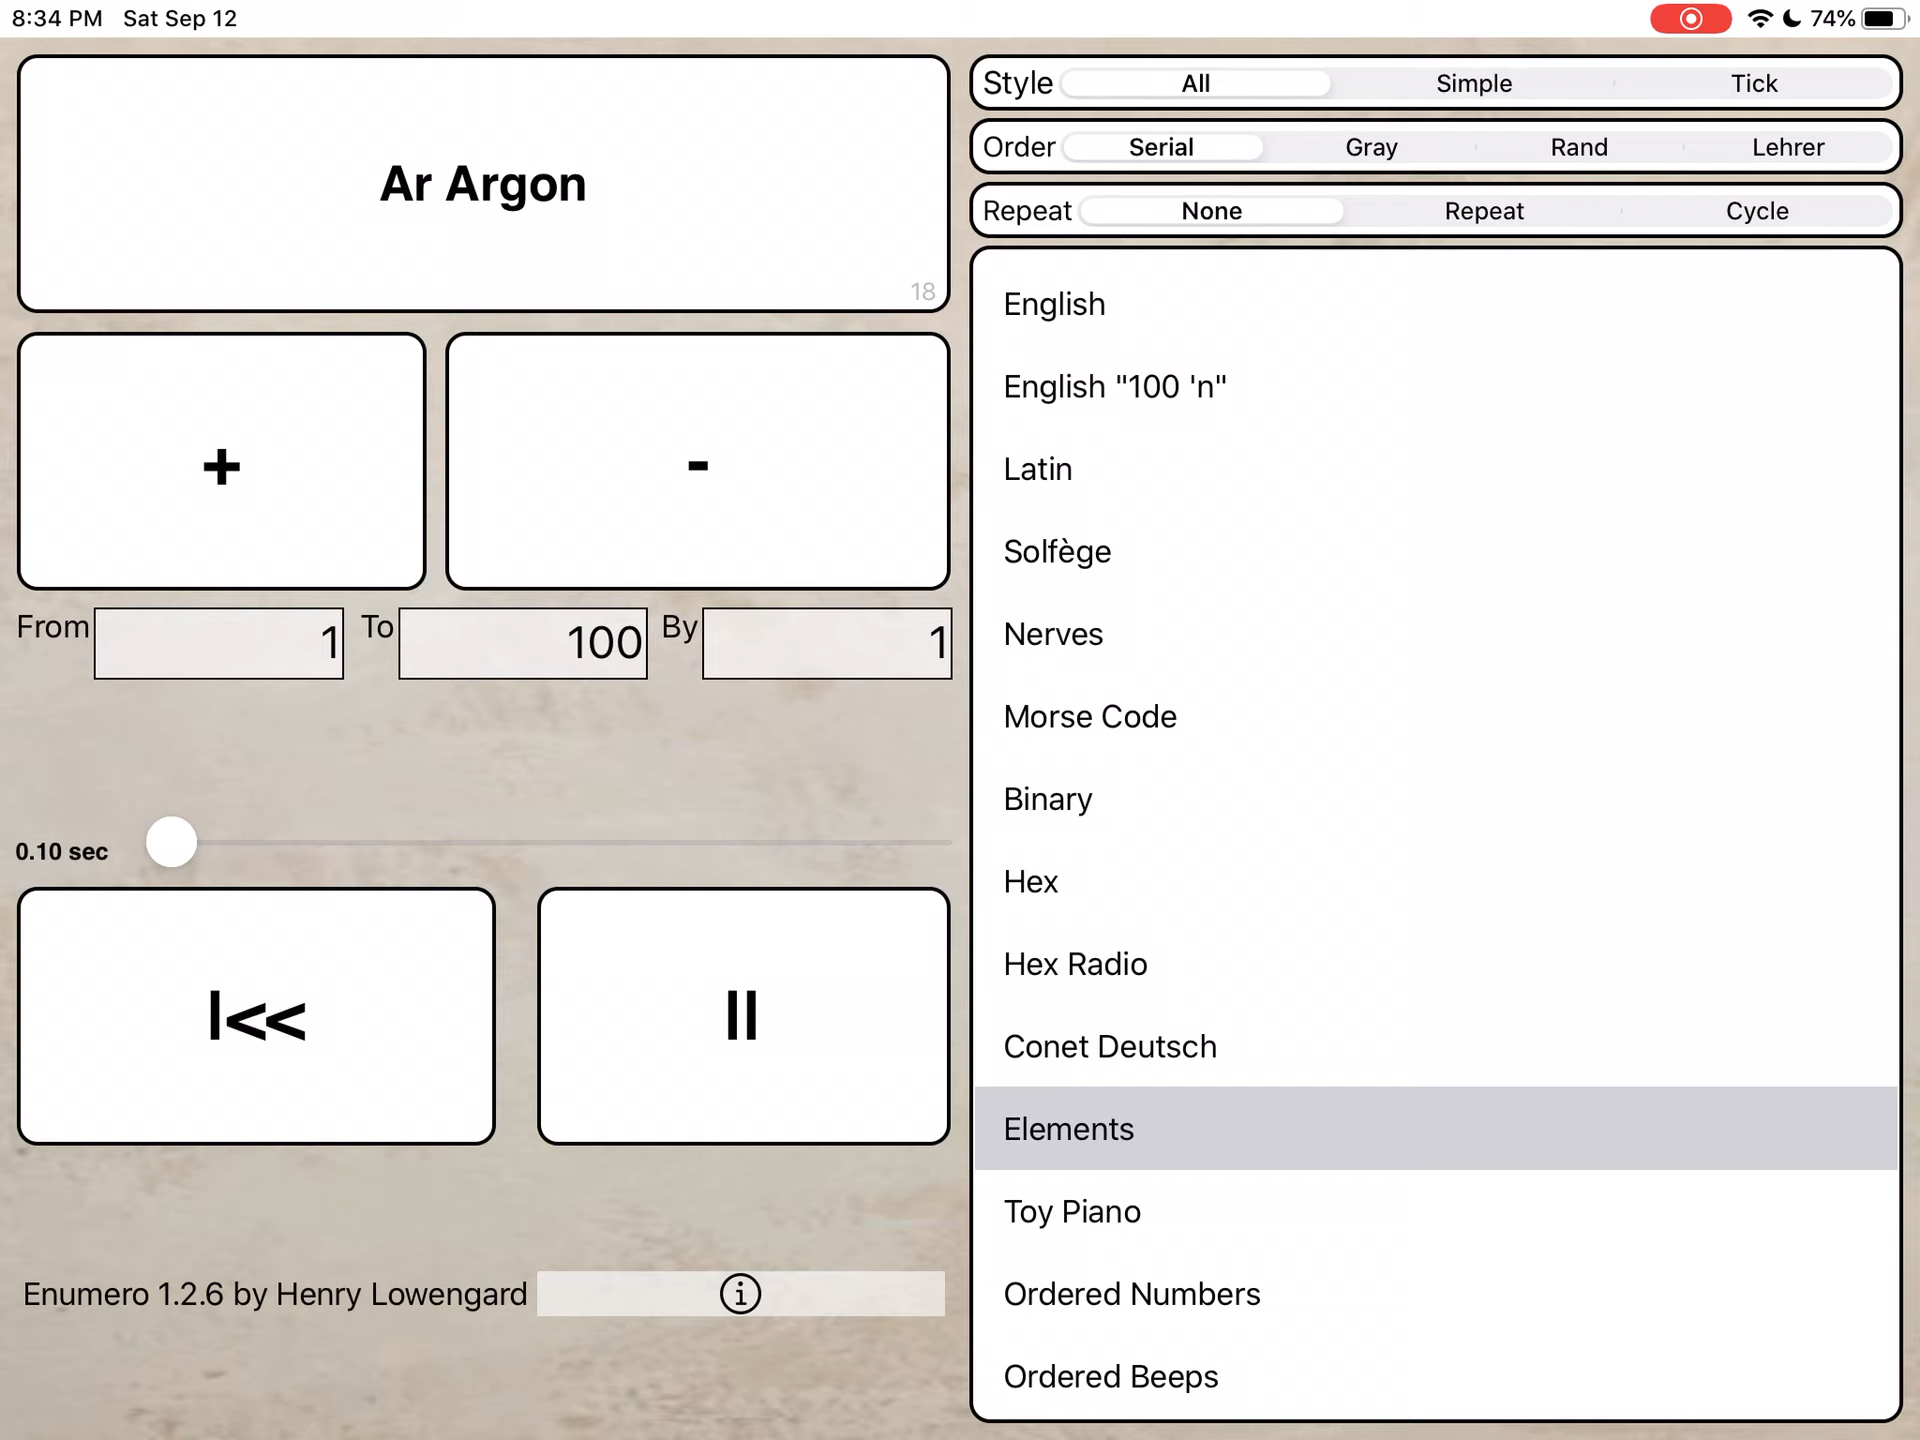 8:34 PM Sat Sep 12
74%
Ar Argon
18
+
-
From 1 To 100 By 1
0.10 sec
I<<
II
Enumero 1.2.6 by Henry Lowengard
Style All Simple Tick
Order Serial Gray Rand Lehrer
Repeat None Repeat Cycle
English
English "100 'n"
Latin
Solfège
Nerves
Morse Code
Binary
Hex
Hex Radio
Conet Deutsch
Elements
Toy Piano
Ordered Numbers
Ordered Beeps